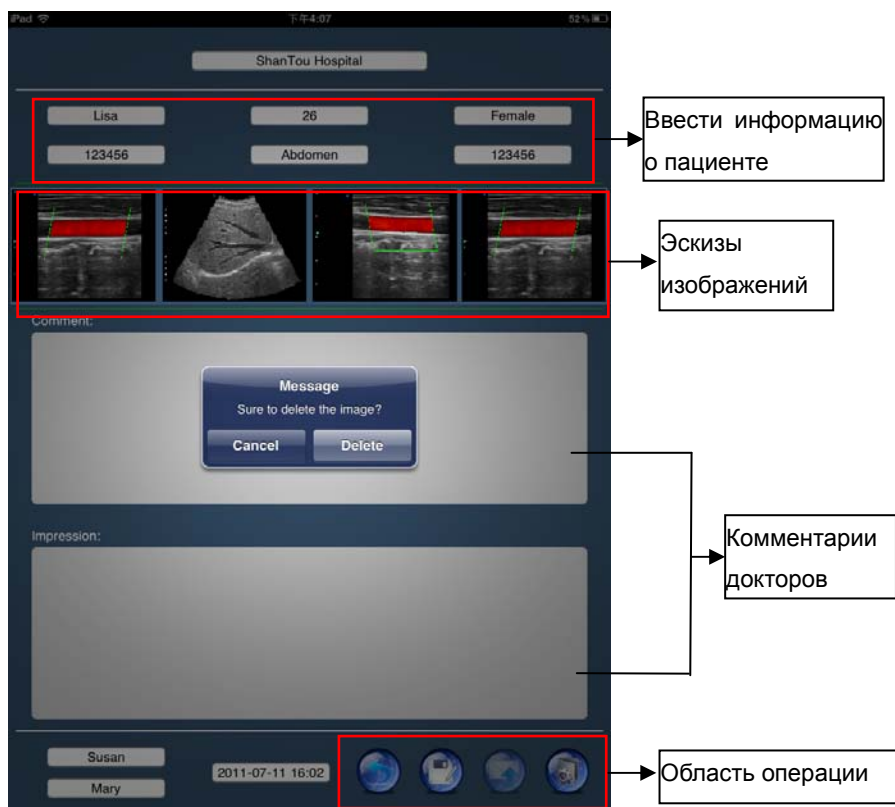 iPad 下午4:07 52%
ShanTou Hospital
Lisa 26 Female
123456 Abdomen 123456
Ввести информацию
о пациенте
Эскизы
изображений
Comment:
Message
Sure to delete the image?
Cancel Delete
Impression:
Комментарии
докторов
Susan
2011-07-11 16:02
Mary
Область операции